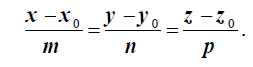 (x − x₀)/m = (y − y₀)/n = (z − z₀)/p.